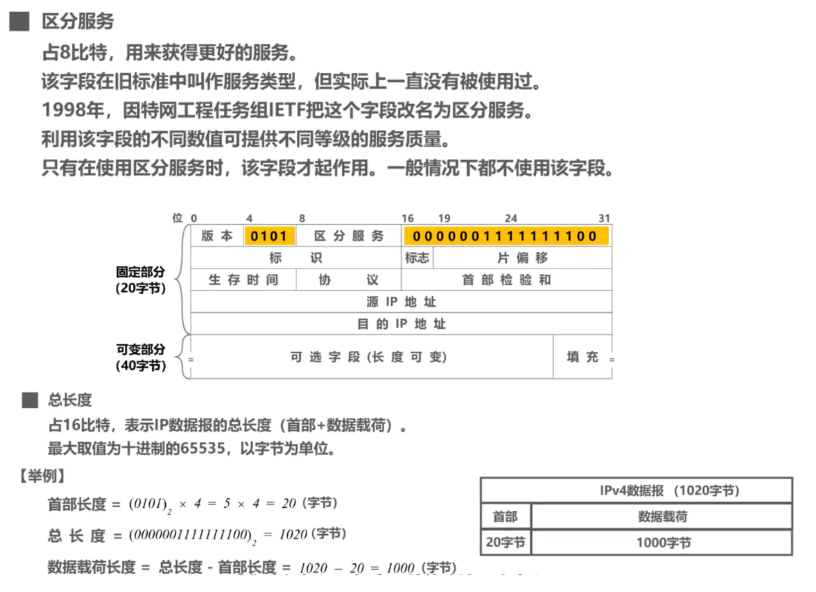 区分服务
占8比特，用来获得更好的服务。
该字段在旧标准中叫作服务类型，但实际上一直没有被使用过。
1998年，因特网工程任务组IETF把这个字段改名为区分服务。
利用该字段的不同数值可提供不同等级的服务质量。
只有在使用区分服务时，该字段才起作用。一般情况下都不使用该字段。
位 0 4 8 16 19 24 31
版本 0101 区分服务 0000001111111100
标识 标志 片偏移
固定部分
(20字节)
生存时间 协议 首部检验和
源 IP 地址
目的 IP 地址
可变部分
(40字节)
可选字段 (长度可变) 填充
总长度
占16比特，表示IP数据报的总长度（首部+数据载荷）。
最大取值为十进制的65535，以字节为单位。
【举例】
首部长度 = (0101)₂ × 4 = 5 × 4 = 20（字节）
总长度 = (0000001111111100)₂ = 1020（字节）
数据载荷长度 = 总长度 - 首部长度 = 1020 − 20 = 1000（字节）
IPv4数据报 （1020字节）
首部 数据载荷
20字节 1000字节